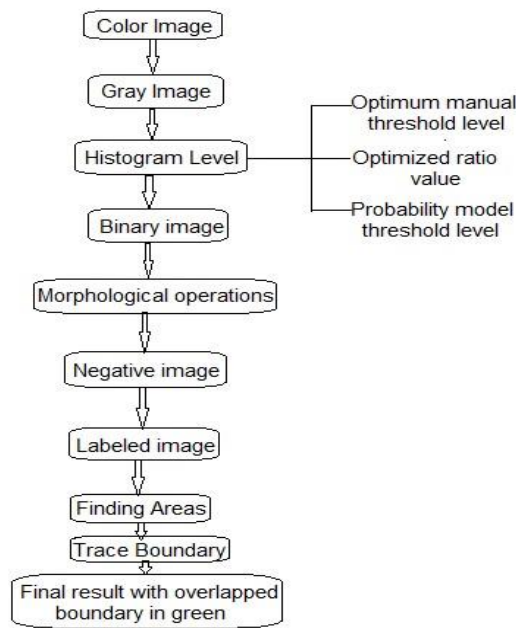 Color Image
Gray Image
Histogram Level
Optimum manual
threshold level
Optimized ratio
value
Probability model
threshold level
Binary image
Morphological operations
Negative image
Labeled image
Finding Areas
Trace Boundary
Final result with overlapped
boundary in green